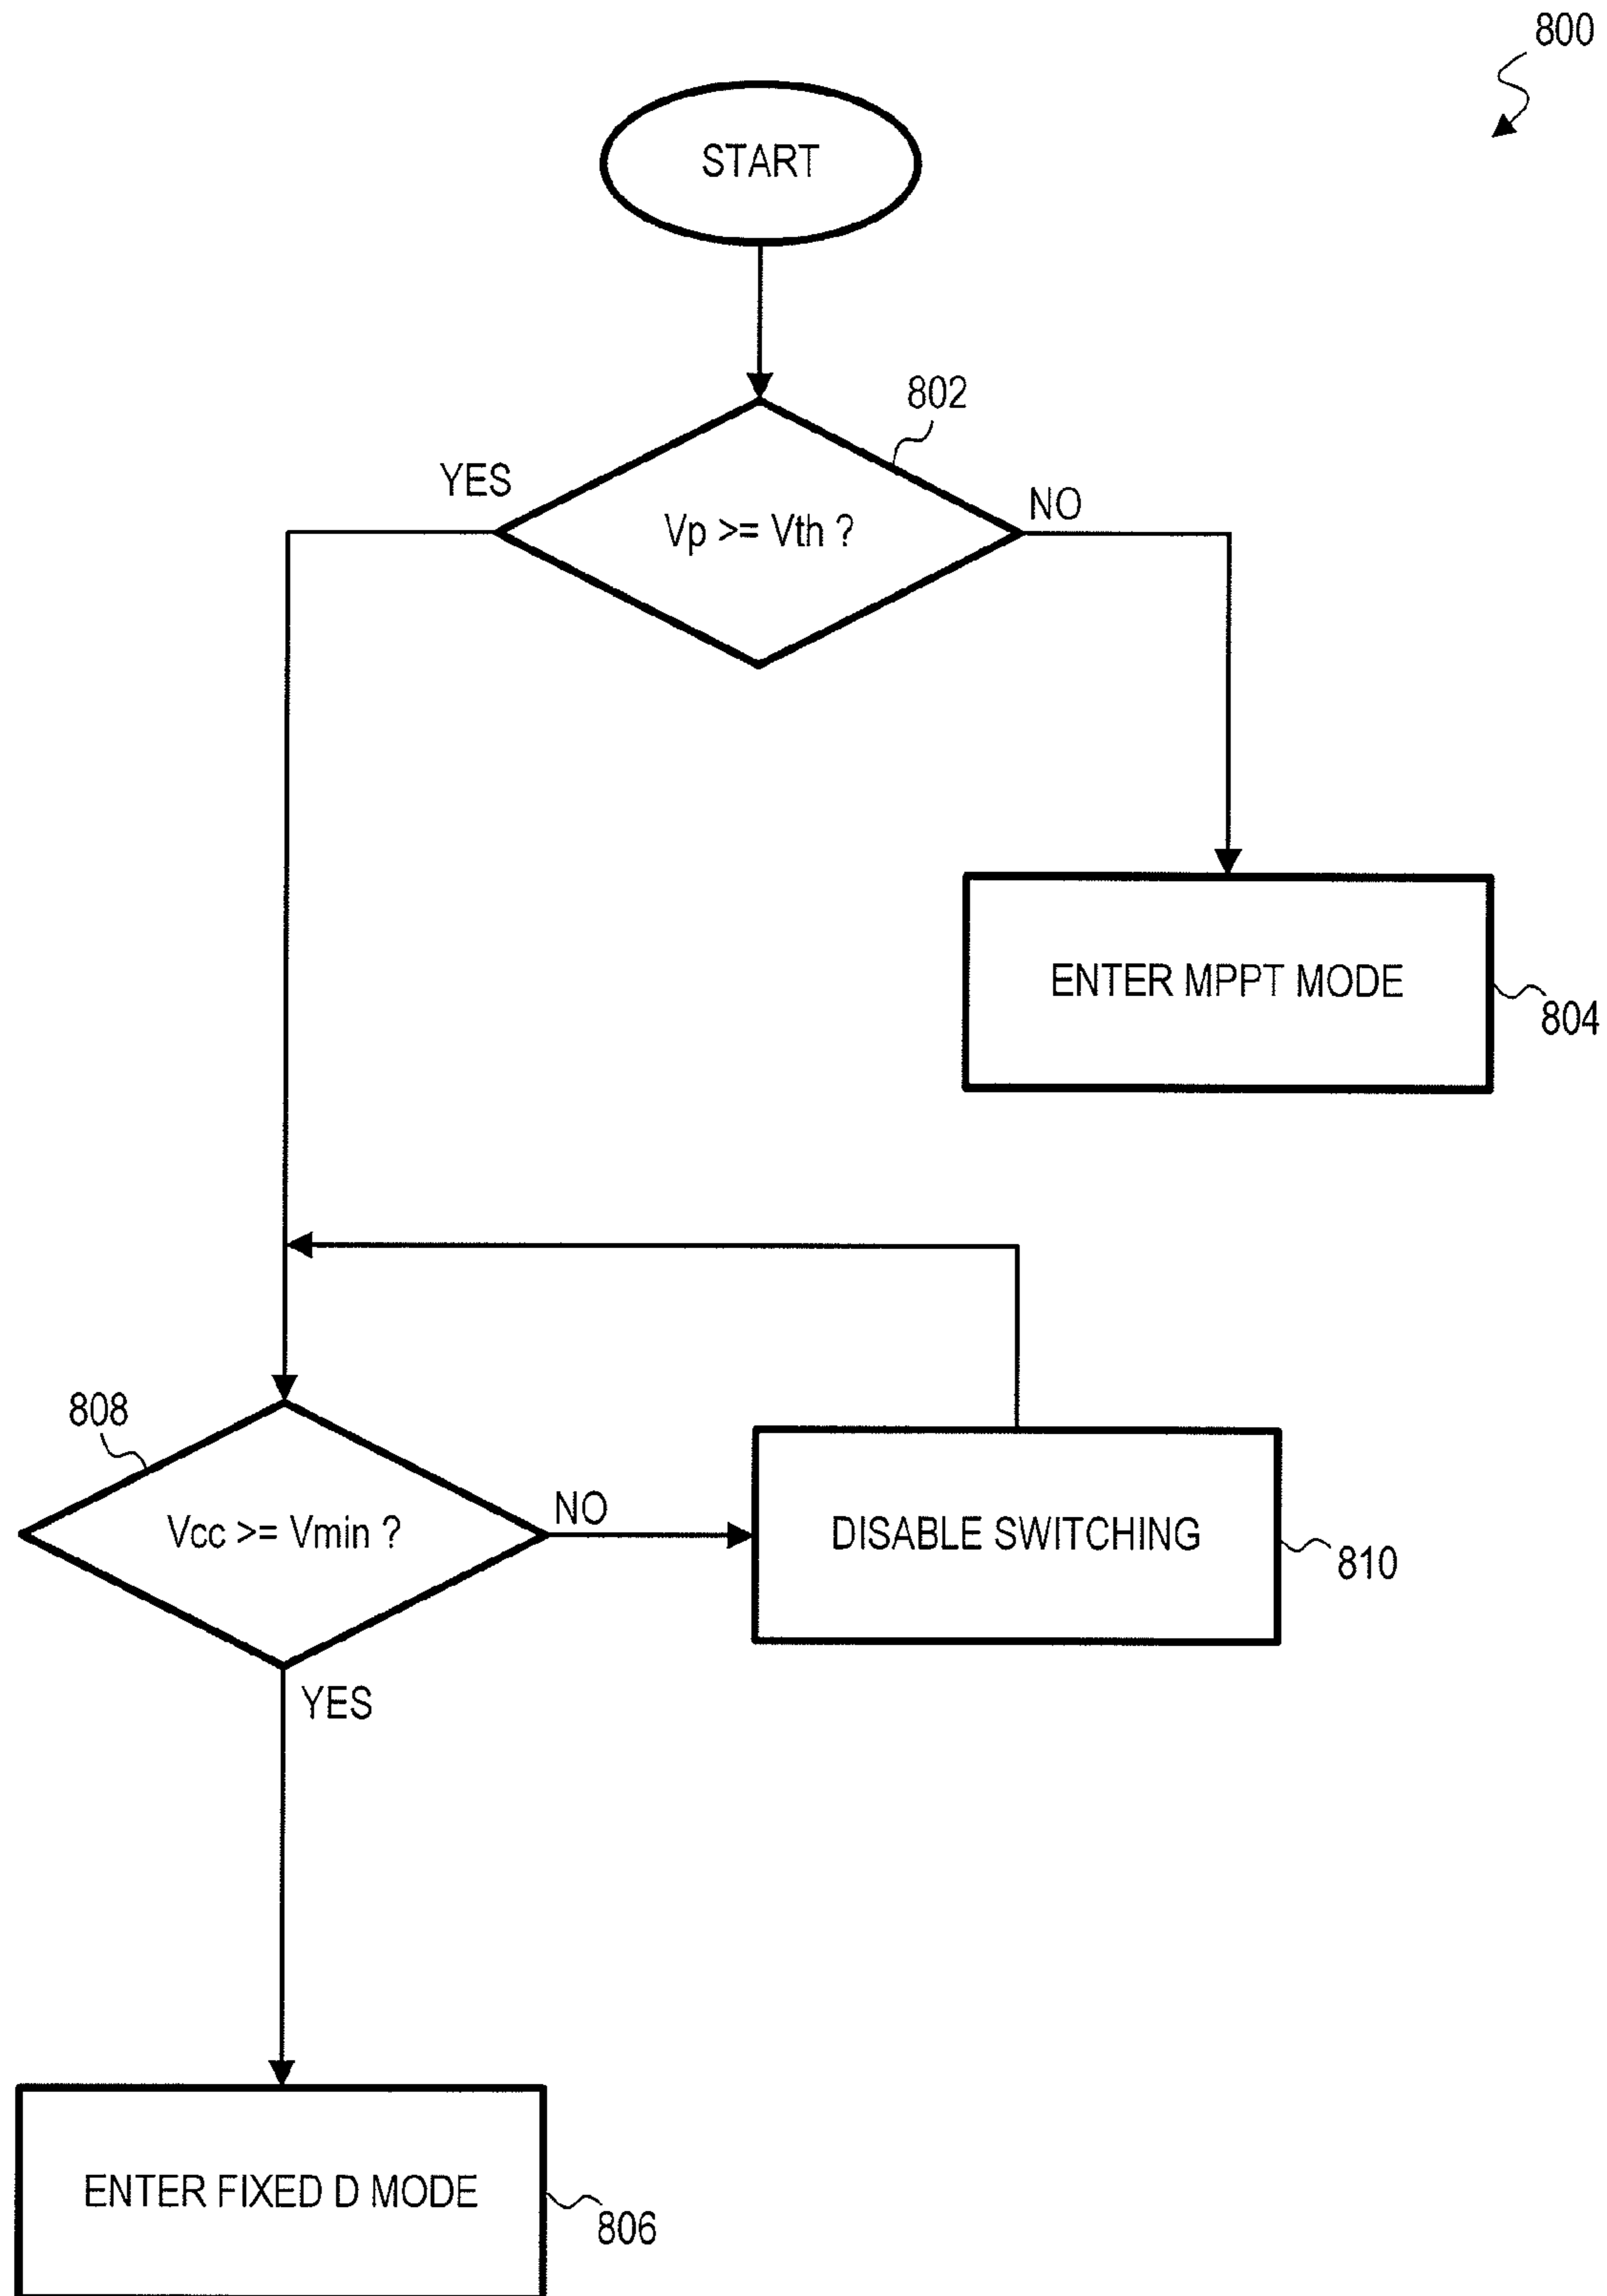 800
START
802
YES
NO
Vp >= Vth ?
ENTER MPPT MODE
804
808
Vcc >= Vmin ?
NO
DISABLE SWITCHING
810
YES
ENTER FIXED D MODE
806